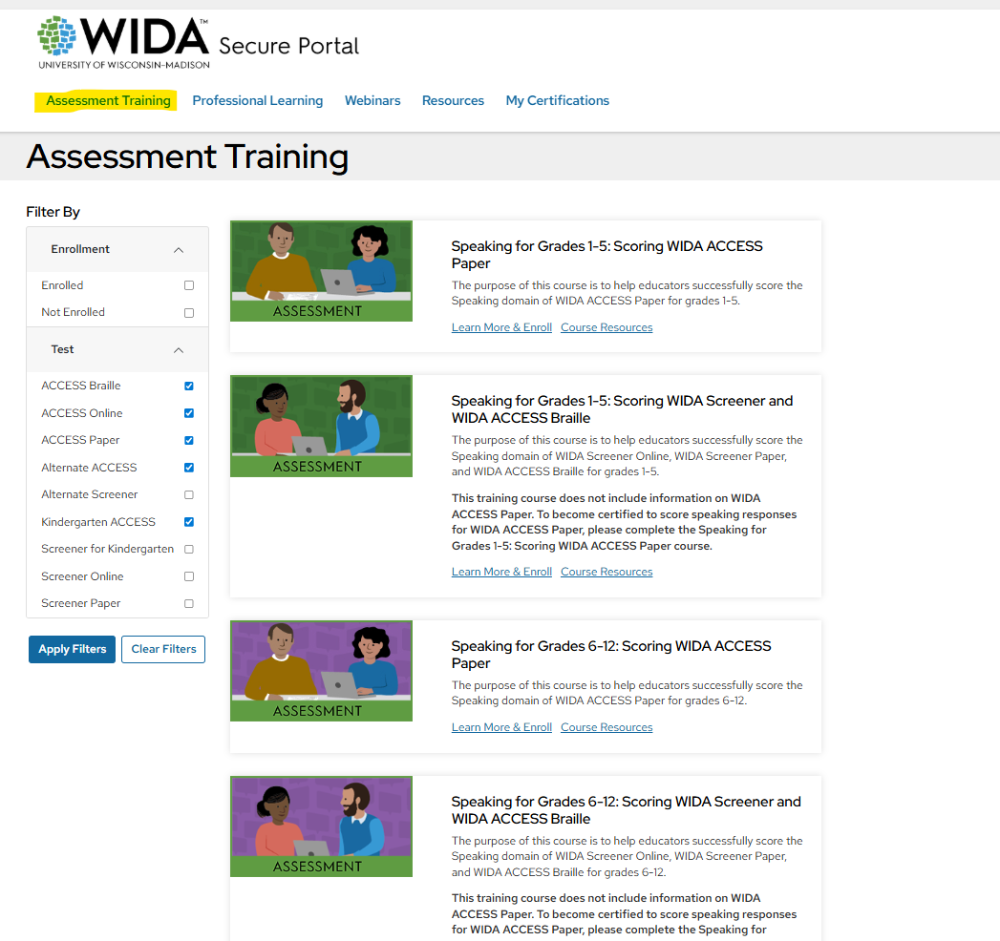 WIDA™ Secure Portal
UNIVERSITY OF WISCONSIN–MADISON
Assessment Training Professional Learning Webinars Resources My Certifications
Assessment Training
Filter By
Enrollment
Enrolled
Not Enrolled
Test
ACCESS Braille
ACCESS Online
ACCESS Paper
Alternate ACCESS
Alternate Screener
Kindergarten ACCESS
Screener for Kindergarten
Screener Online
Screener Paper
Apply Filters Clear Filters
ASSESSMENT
Speaking for Grades 1-5: Scoring WIDA ACCESS
Paper
The purpose of this course is to help educators successfully score the
Speaking domain of WIDA ACCESS Paper for grades 1-5.
Learn More & Enroll Course Resources
ASSESSMENT
Speaking for Grades 1-5: Scoring WIDA Screener and
WIDA ACCESS Braille
The purpose of this course is to help educators successfully score the
Speaking domain of WIDA Screener Online, WIDA Screener Paper,
and WIDA ACCESS Braille for grades 1-5.
This training course does not include information on WIDA
ACCESS Paper. To become certified to score speaking responses
for WIDA ACCESS Paper, please complete the Speaking for
Grades 1-5: Scoring WIDA ACCESS Paper course.
Learn More & Enroll Course Resources
ASSESSMENT
Speaking for Grades 6-12: Scoring WIDA ACCESS
Paper
The purpose of this course is to help educators successfully score the
Speaking domain of WIDA ACCESS Paper for grades 6-12.
Learn More & Enroll Course Resources
ASSESSMENT
Speaking for Grades 6-12: Scoring WIDA Screener and
WIDA ACCESS Braille
The purpose of this course is to help educators successfully score the
Speaking domain of WIDA Screener Online, WIDA Screener Paper,
and WIDA ACCESS Braille for grades 6-12.
This training course does not include information on WIDA
ACCESS Paper. To become certified to score speaking responses
for WIDA ACCESS Paper, please complete the Speaking for